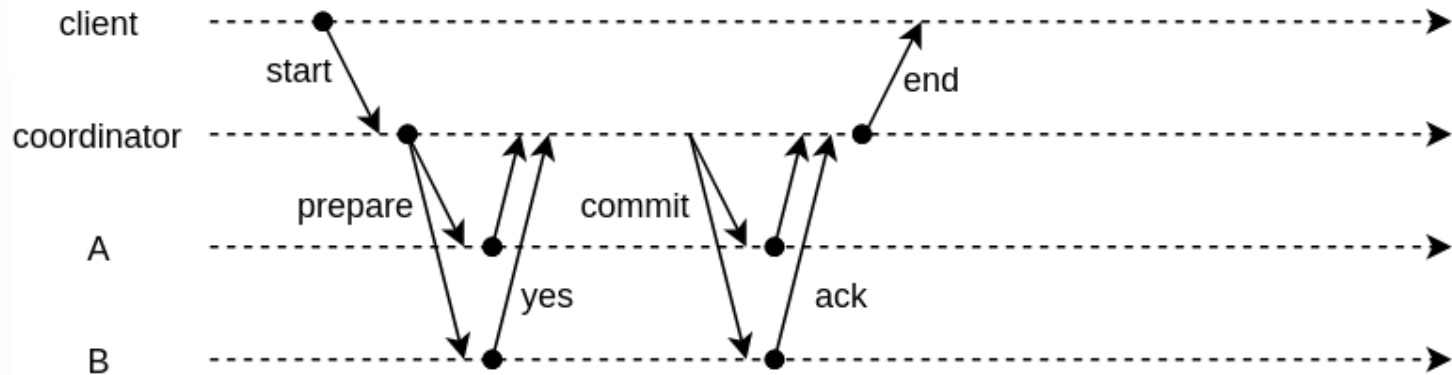 client
start
end
coordinator
prepare
commit
A
yes
ack
B